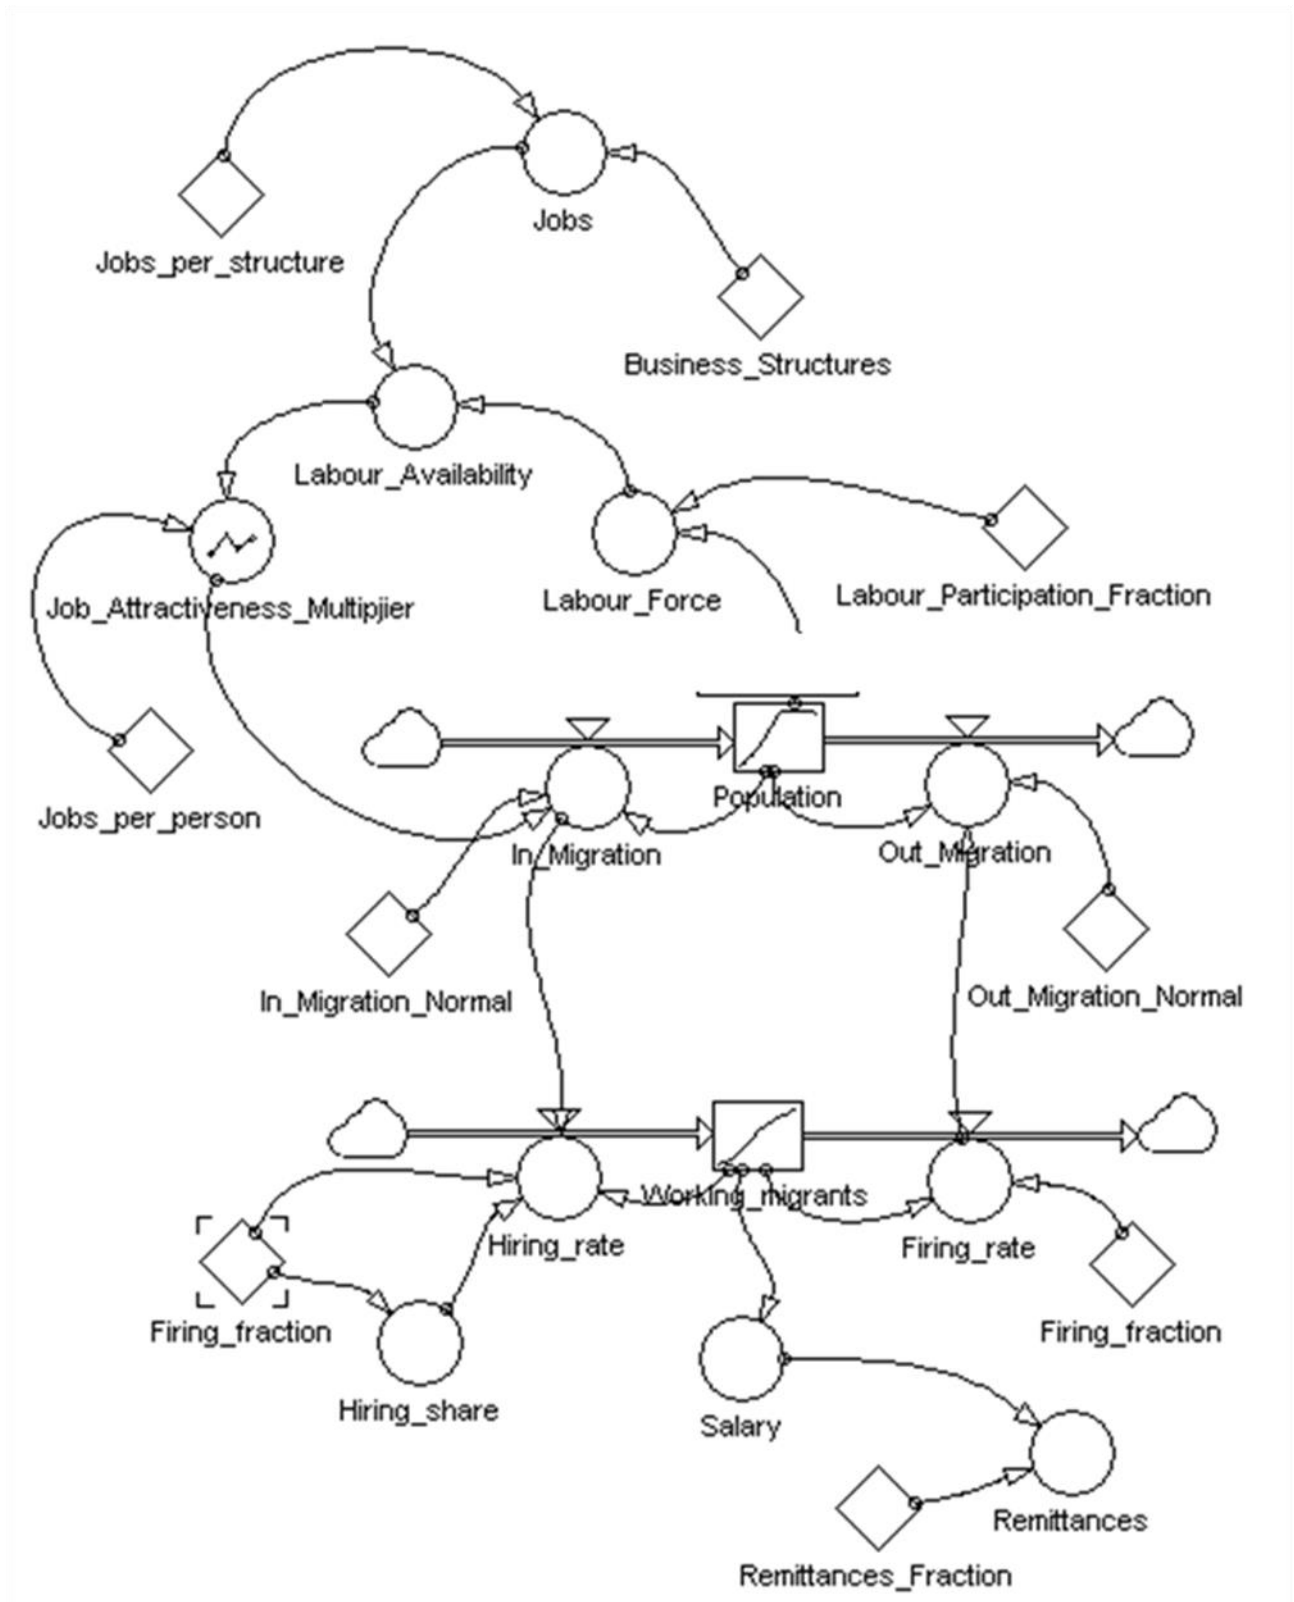 Jobs
Jobs_per_structure
Business_Structures
Labour_Availability
Labour_Force
Labour_Participation_Fraction
Job_Attractiveness_Multipjier
Population
Jobs_per_person
In_Migration
Out_Migration
In_Migration_Normal
Out_Migration_Normal
Working_migrants
Hiring_rate
Firing_rate
Firing_fraction
Firing_fraction
Hiring_share
Salary
Remittances
Remittances_Fraction